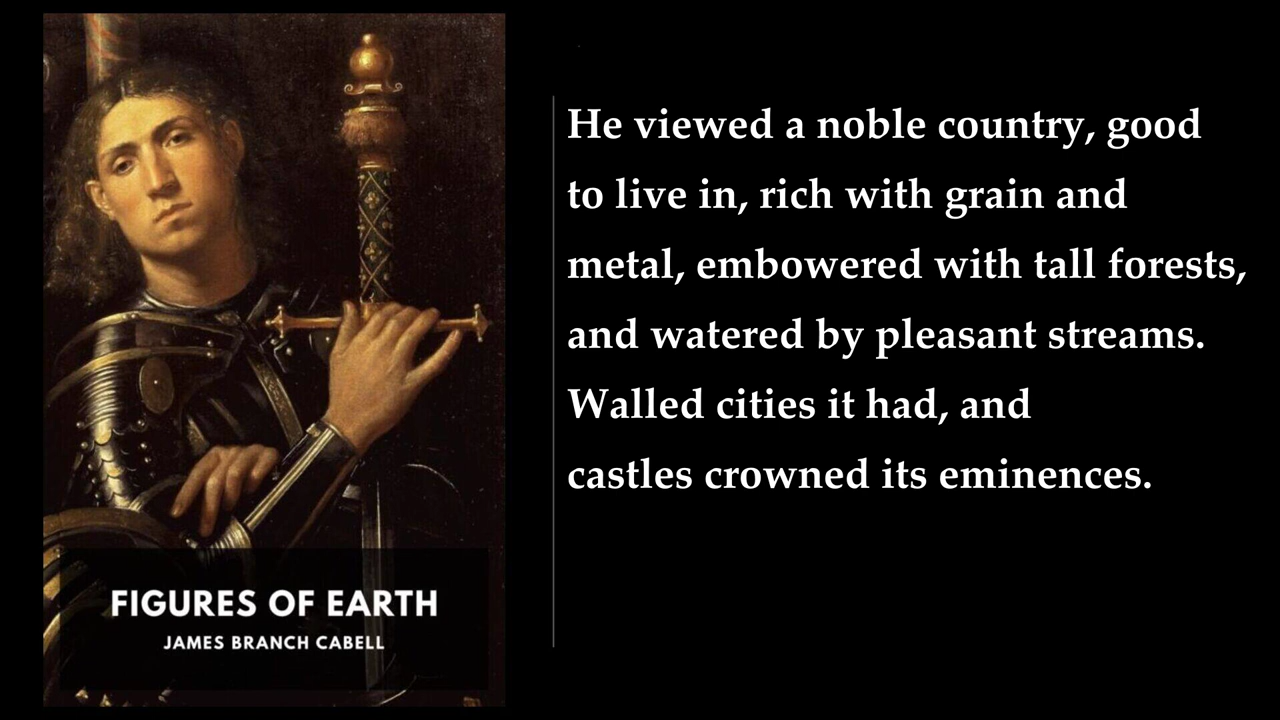 He viewed a noble country, good
to live in, rich with grain and
metal, embowered with tall forests,
and watered by pleasant streams.
Walled cities it had, and
castles crowned its eminences.
FIGURES OF EARTH
JAMES BRANCH CABELL